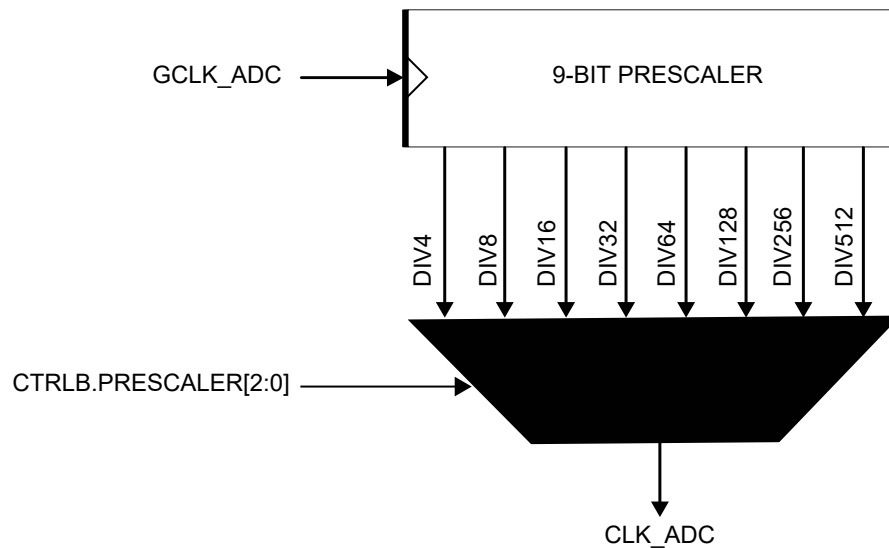 GCLK_ADC
9-BIT PRESCALER
DIV4
DIV8
DIV16
DIV32
DIV64
DIV128
DIV256
DIV512
CTRLB.PRESCALER[2:0]
CLK_ADC